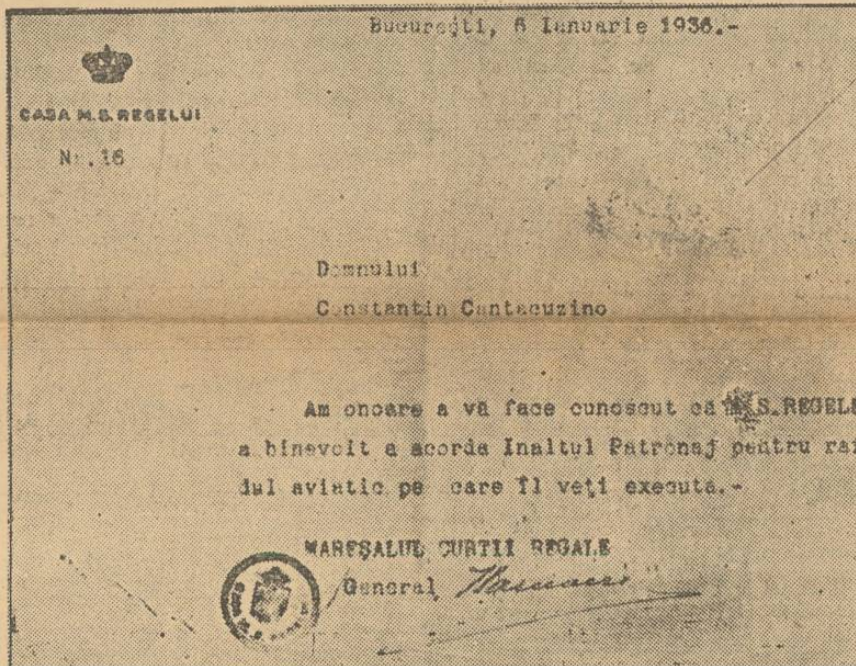 Bucureşti, 6 Ianuarie 1936.-
CASA M.S. REGELUI
Nr.16
Domnului
Constantin Cantacuzino
Am onoare a vă face cunoscut că M.S.REGELE
a binevoit a acorda Inaltul Patronaj pentru rai
dul aviatic pe care îl veţi executa.-
MAREŞALUL CURTII REGALE
General